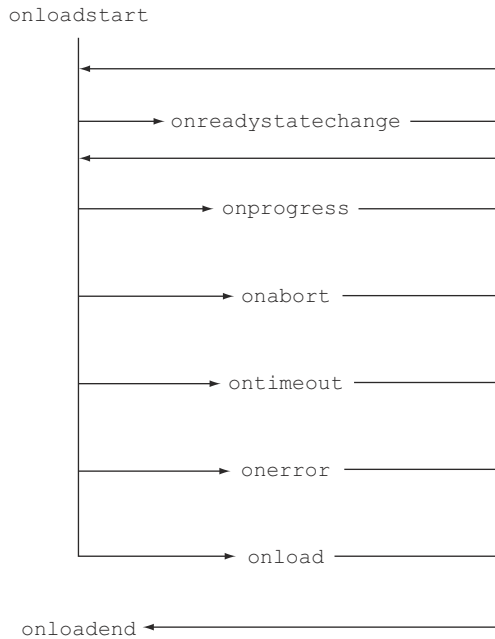 onloadstart
onreadystatechange
onprogress
onabort
ontimeout
onerror
onload
onloadend